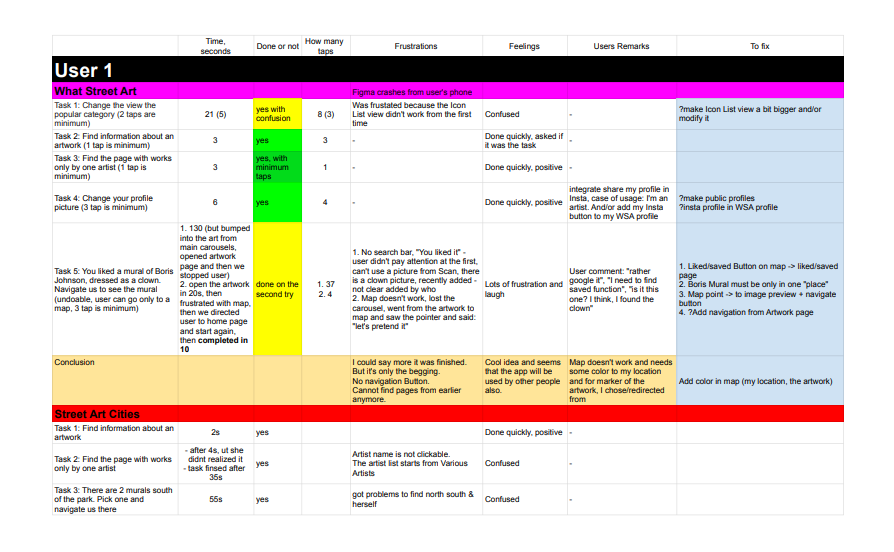 Time, seconds Done or not How many taps Frustrations Feelings Users Remarks To fix
User 1
What Street Art Figma crashes from user's phone
Task 1: Change the view the
popular category (2 taps are
minimum)
21 (5)
yes with
confusion
8 (3)
Was frustrated because the Icon
List view didn't work from the first
time
Confused
-
?make Icon List view a bit bigger and/or
modify it
Task 2: Find information about an
artwork (1 tap is minimum)
3
yes
3
-
Done quickly, asked if
it was the task
-
Task 3: Find the page with works
only by one artist (1 tap is
minimum)
3
yes, with
minimum
taps
1
-
Done quickly, positive
-
Task 4: Change your profile
picture (3 tap is minimum)
6
yes
4
-
Done quickly, positive
integrate share my profile in
Insta, case of usage: I'm an
artist. And/or add my Insta
button to my WSA profile
?make public profiles
?insta profile in WSA profile
Task 5: You liked a mural of Boris
Johnson, dressed as a clown.
Navigate us to see the mural
(undoable, user can go only to a
map, 3 tap is minimum)
1. 130 (but bumped
into the art from
main carousels,
opened artwork
page and then we
stopped user)
2. open the artwork
in 20s, then
frustrated with map,
then we directed
user to home page
and start again,
then completed in
10
done on the
second try
1. 37
2. 4
1. No search bar, "You liked it" -
user didn't pay attention at the first,
can't use a picture from Scan, there
is a clown picture, recently added -
not clear added by who
2. Map doesn't work, lost the
carousel, went from the artwork to
map and saw the pointer and said:
"let's pretend it"
Lots of frustration and
laugh
User comment: "rather
google it", "I need to find
saved function", "is it this
one? I think, I found the
clown"
1. Liked/saved Button on map -> liked/saved
page
2. Boris Mural must be only in one "place"
3. Map point -> to image preview + navigate
button
4. ?Add navigation from Artwork page
Conclusion
I could say more it was finished.
But it's only the begging.
No navigation Button.
Cannot find pages from earlier
anymore.
Cool idea and seems
that the app will be
used by other people
also.
Map doesn't work and needs
some color to my location
and for marker of the
artwork, I chose/redirected
from
Add color in map (my location, the artwork)
Street Art Cities
Task 1: Find information about an
artwork
2s
yes
Done quickly, positive
-
Task 2: Find the page with works
only by one artist
- after 4s, ut she
didnt realized it
- task finsed after
35s
yes
Artist name is not clickable.
The artist list starts from Various
Artists
Confused
-
Task 3: There are 2 murals south
of the park. Pick one and
navigate us there
55s
yes
got problems to find north south &
herself
Confused
-